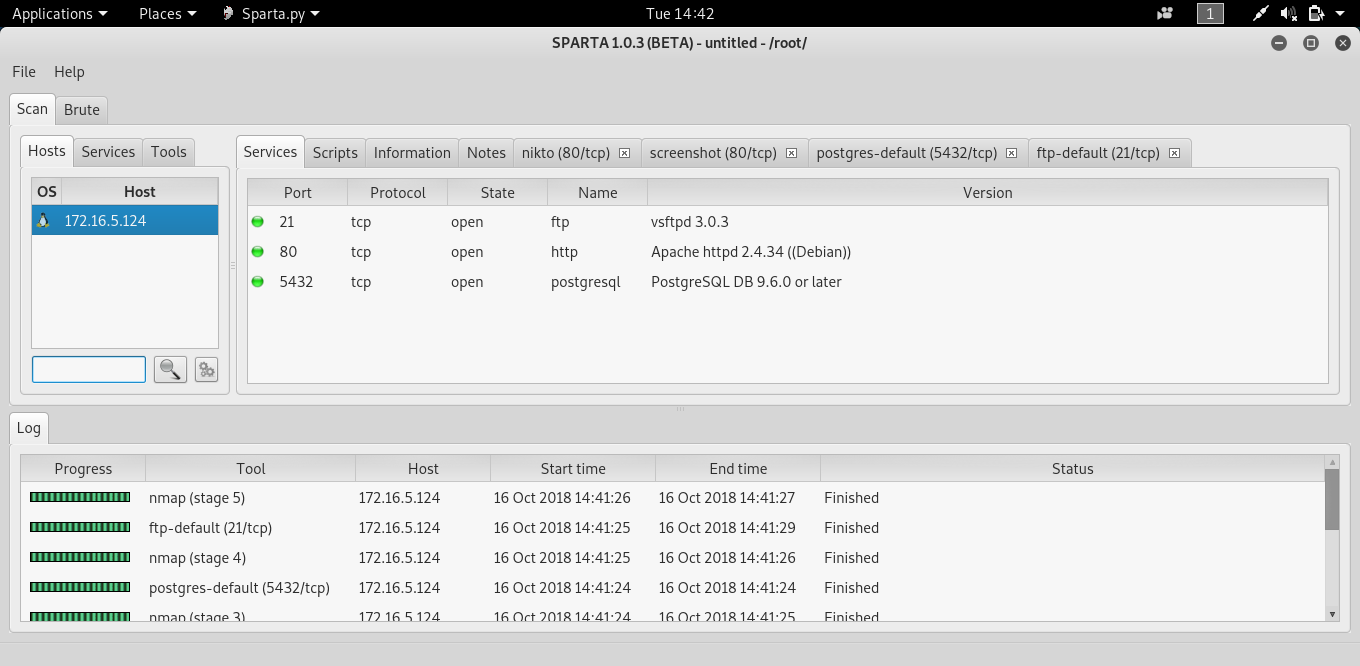 Applications Places Sparta.py Tue 14:42 1
SPARTA 1.0.3 (BETA) - untitled - /root/
File Help
Scan Brute
Hosts Services Tools
OS Host
172.16.5.124
Services Scripts Information Notes nikto (80/tcp) screenshot (80/tcp) postgres-default (5432/tcp) ftp-default (21/tcp)
Port Protocol State Name Version
21 tcp open ftp vsftpd 3.0.3
80 tcp open http Apache httpd 2.4.34 ((Debian))
5432 tcp open postgresql PostgreSQL DB 9.6.0 or later
Log
Progress Tool Host Start time End time Status
nmap (stage 5) 172.16.5.124 16 Oct 2018 14:41:26 16 Oct 2018 14:41:27 Finished
ftp-default (21/tcp) 172.16.5.124 16 Oct 2018 14:41:25 16 Oct 2018 14:41:29 Finished
nmap (stage 4) 172.16.5.124 16 Oct 2018 14:41:25 16 Oct 2018 14:41:26 Finished
postgres-default (5432/tcp) 172.16.5.124 16 Oct 2018 14:41:24 16 Oct 2018 14:41:24 Finished
nmap (stage 3) 172.16.5.124 16 Oct 2018 14:41:24 16 Oct 2018 14:41:25 Finished